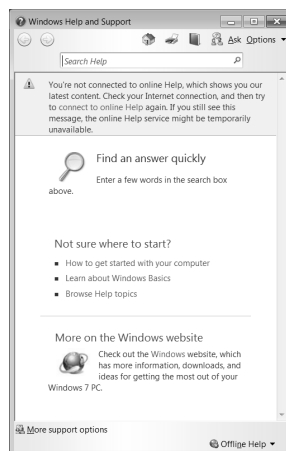 Windows Help and Support
Ask Options
Search Help
You're not connected to online Help, which shows you our
latest content. Check your Internet connection, and then try
to connect to online Help again. If you still see this
message, the online Help service might be temporarily
unavailable.
Find an answer quickly
Enter a few words in the search box
above.
Not sure where to start?
■ How to get started with your computer
■ Learn about Windows Basics
■ Browse Help topics
More on the Windows website
Check out the Windows website, which
has more information, downloads, and
ideas for getting the most out of your
Windows 7 PC.
More support options
Offline Help